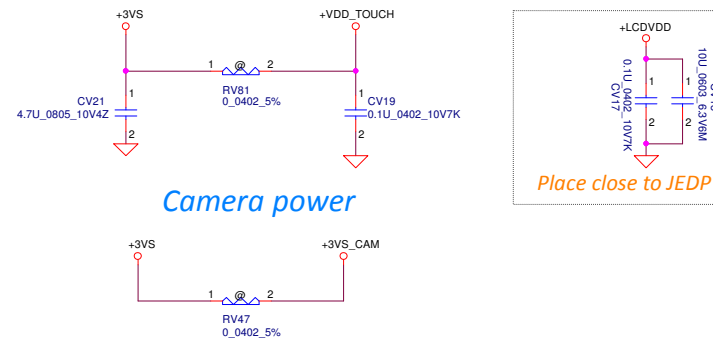 +3VS
+VDD_TOUCH
1
@
2
RV81
0_0402_5%
1
CV21
4.7U_0805_10V4Z
2
1
CV19
0.1U_0402_10V7K
2
Camera power
+3VS
+3VS_CAM
1
@
2
RV47
0_0402_5%
+LCDVDD
0.1U_0402_10V7K
CV17
1
2
10U_0603_6.3V6M
1
2
Place close to JEDP